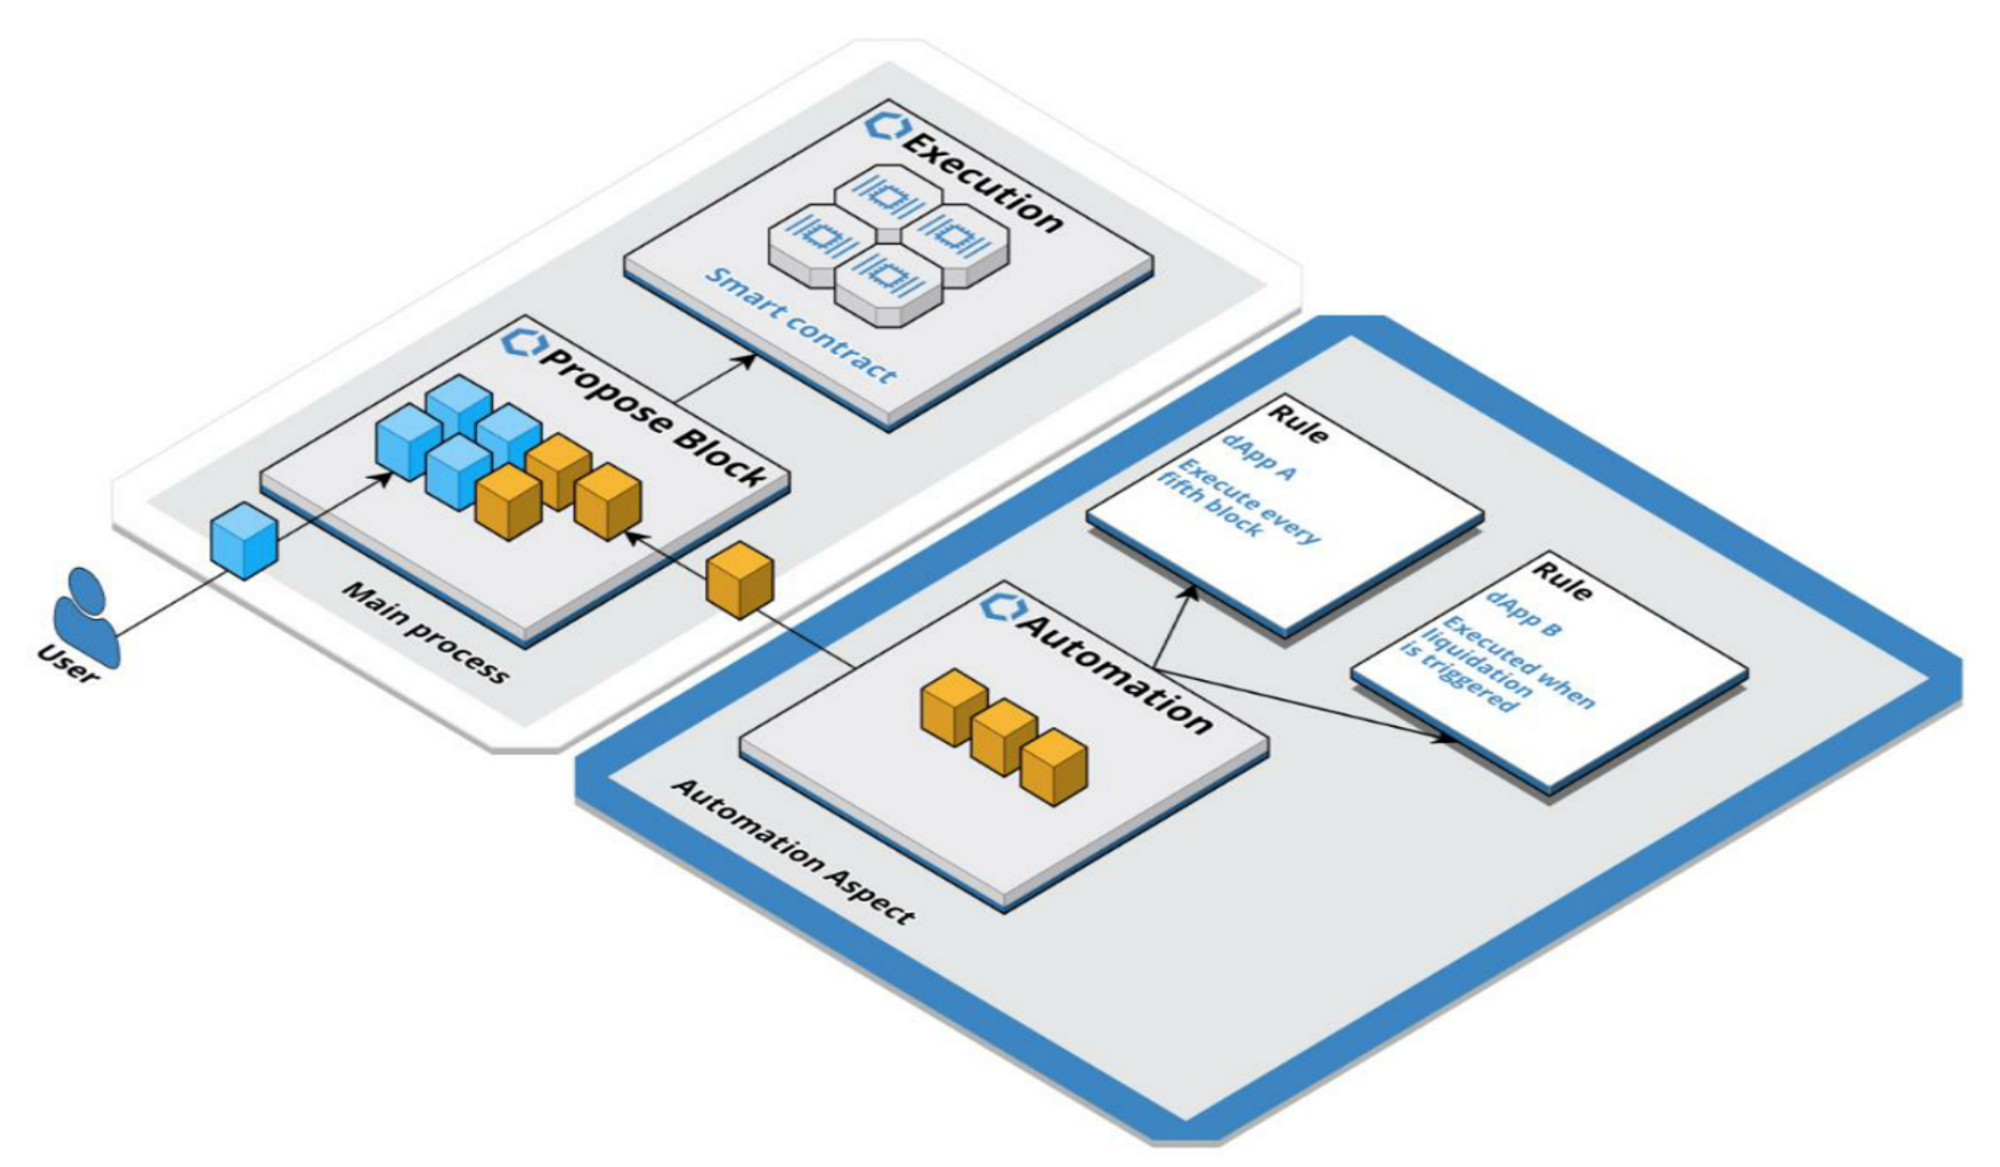 Execution
Smart contract
Propose Block
Main process
User
Rule
dApp A
Execute every
fifth block
Rule
dApp B
Executed when
liquidation
is triggered
Automation
Automation Aspect